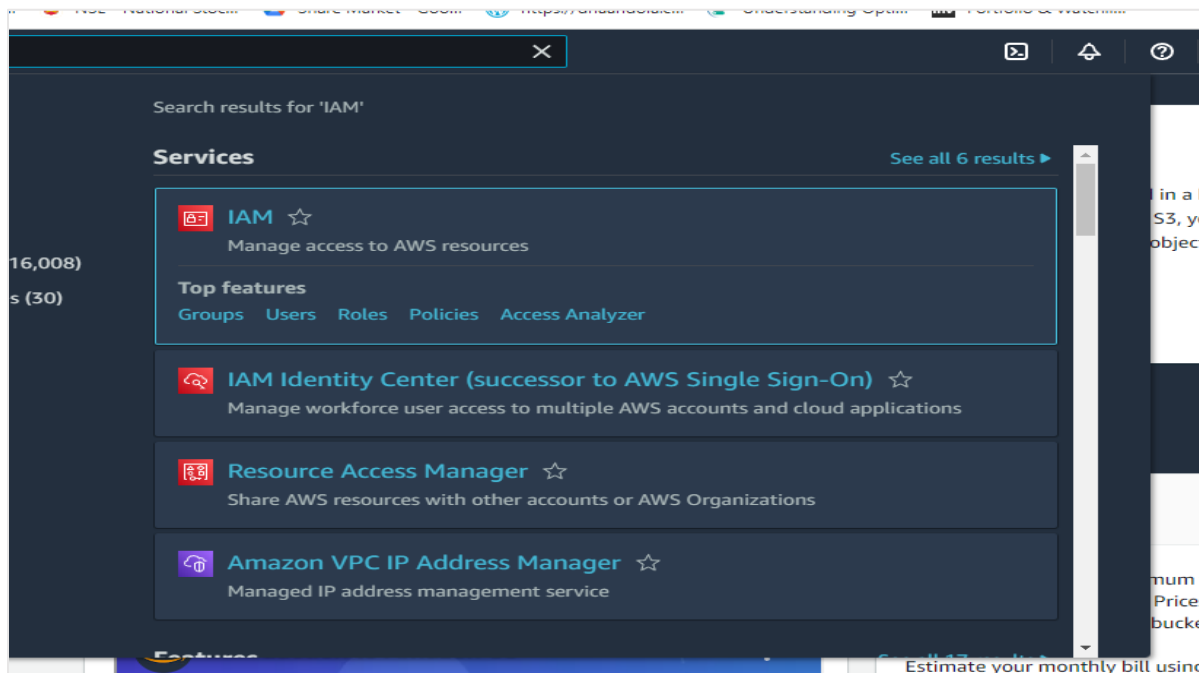 Search results for 'IAM'
Services
See all 6 results
IAM
Manage access to AWS resources
Top features
Groups Users Roles Policies Access Analyzer
IAM Identity Center (successor to AWS Single Sign-On)
Manage workforce user access to multiple AWS accounts and cloud applications
Resource Access Manager
Share AWS resources with other accounts or AWS Organizations
Amazon VPC IP Address Manager
Managed IP address management service
16,008)
s (30)
in a
S3,
Price
Estimate your monthly bill